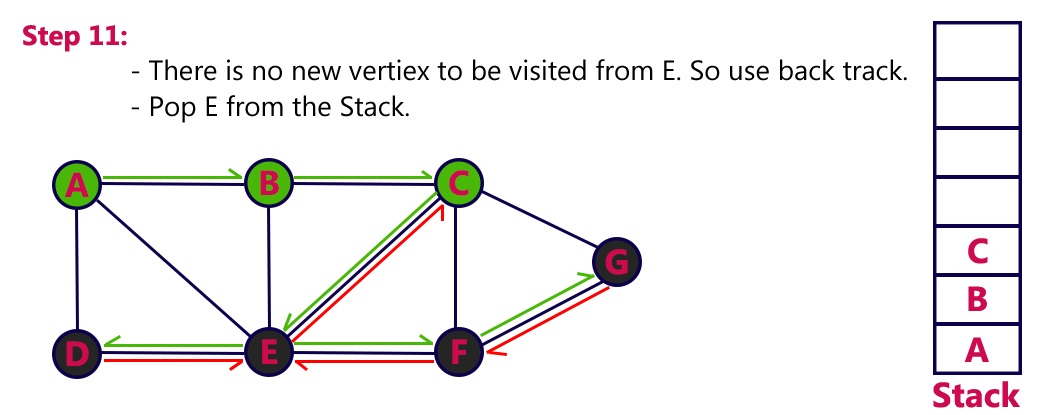 Step 11:
- There is no new vertiex to be visited from E. So use back track.
- Pop E from the Stack.
A B C
G
D E F
C
B
A
Stack